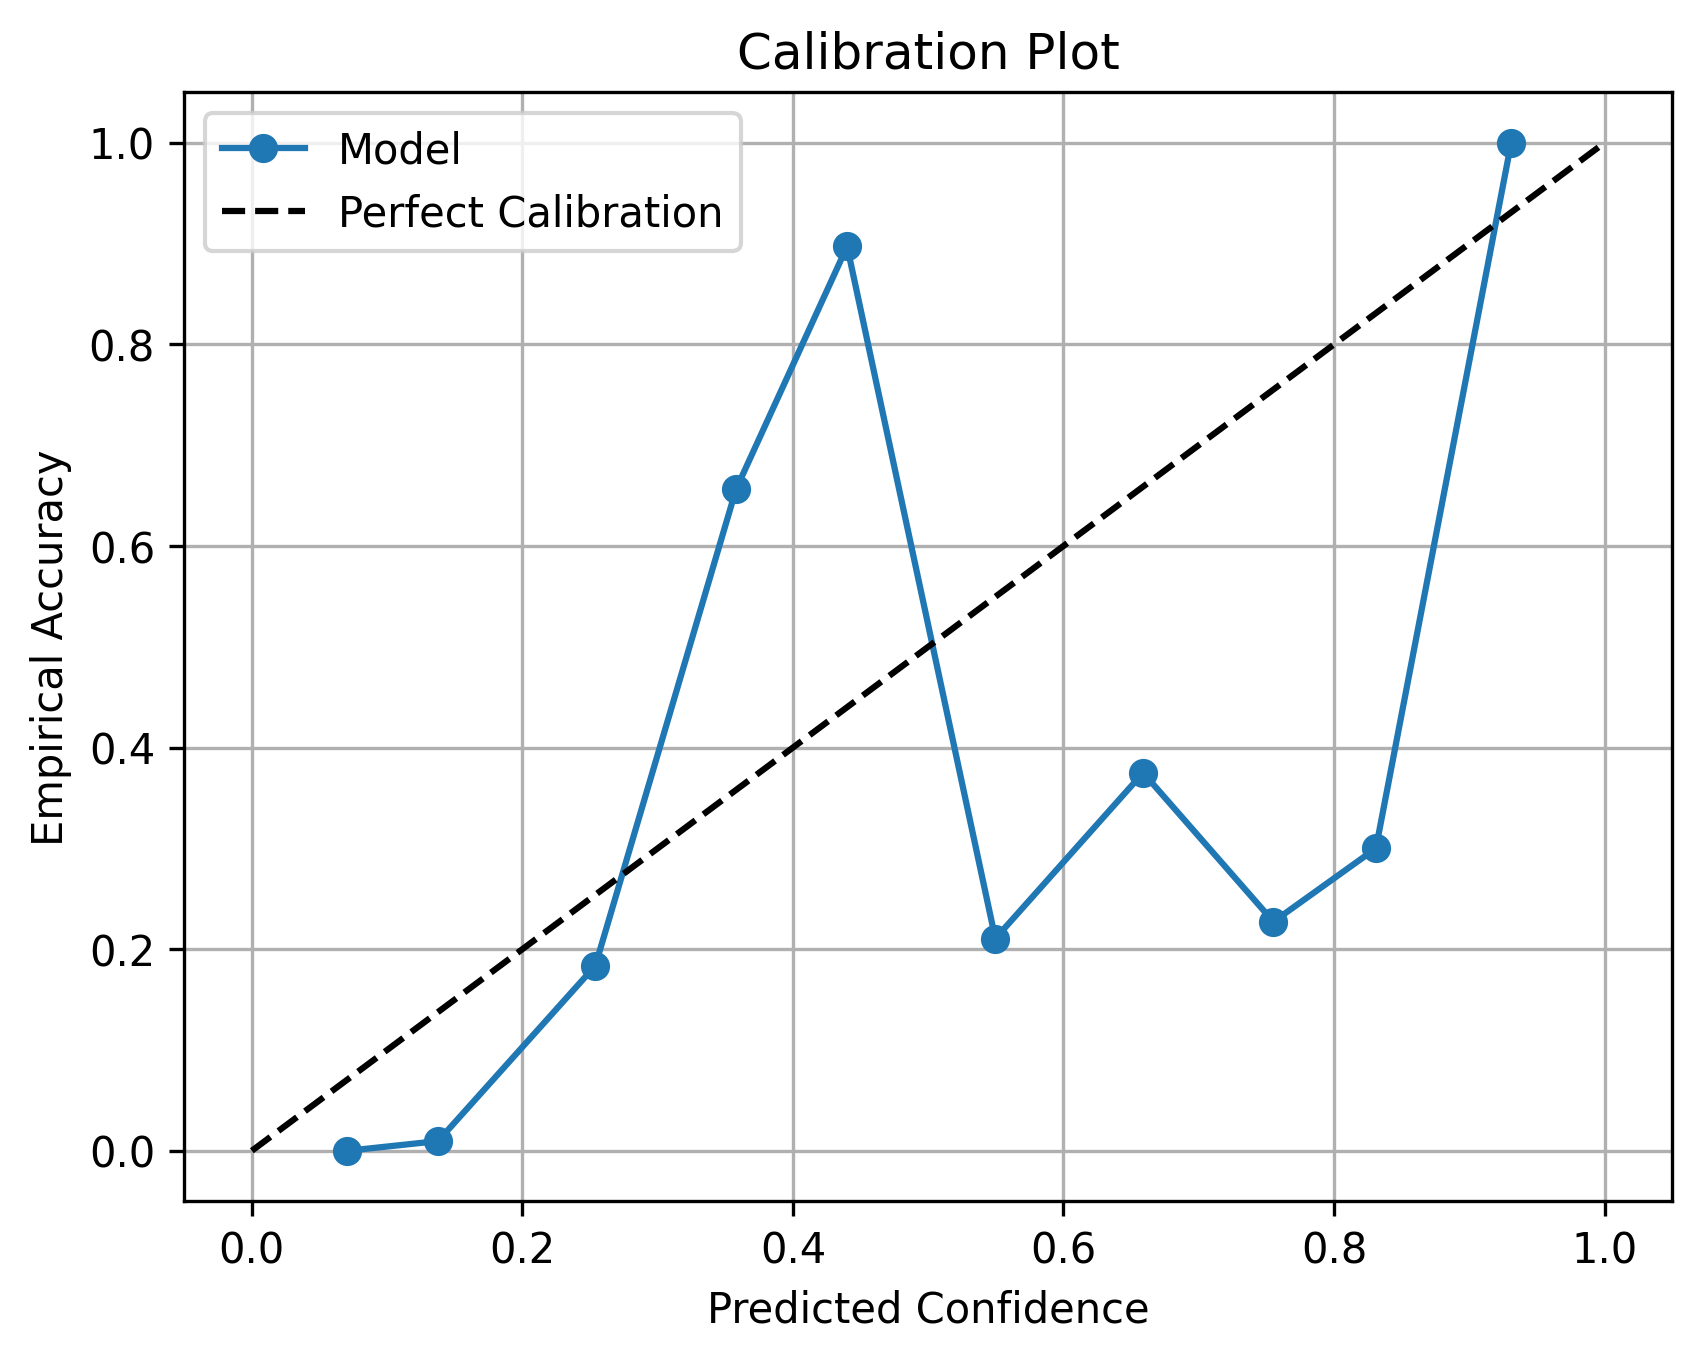 Calibration Plot
Model
Perfect Calibration
1.0
0.8
0.6
0.4
0.2
0.0
Empirical Accuracy
0.0 0.2 0.4 0.6 0.8 1.0
Predicted Confidence